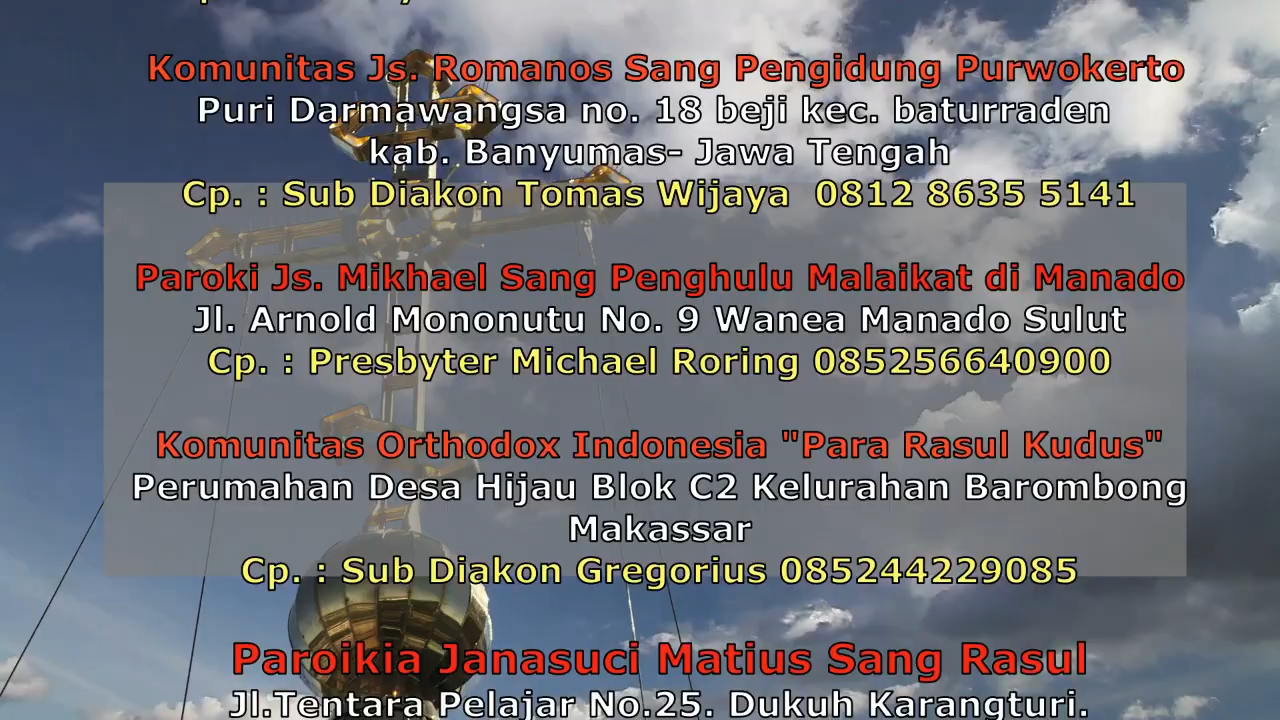 Komunitas Js. Romanos Sang Pengidung Purwokerto
Puri Darmawangsa no. 18 beji kec. baturraden
kab. Banyumas- Jawa Tengah
Cp. : Sub Diakon Tomas Wijaya 0812 8635 5141
Paroki Js. Mikhael Sang Penghulu Malaikat di Manado
Jl. Arnold Mononutu No. 9 Wanea Manado Sulut
Cp. : Presbyter Michael Roring 085256640900
Komunitas Orthodox Indonesia "Para Rasul Kudus"
Perumahan Desa Hijau Blok C2 Kelurahan Barombong
Makassar
Cp. : Sub Diakon Gregorius 085244229085
Paroikia Janasuci Matius Sang Rasul
Jl.Tentara Pelajar No.25. Dukuh Karangturi.